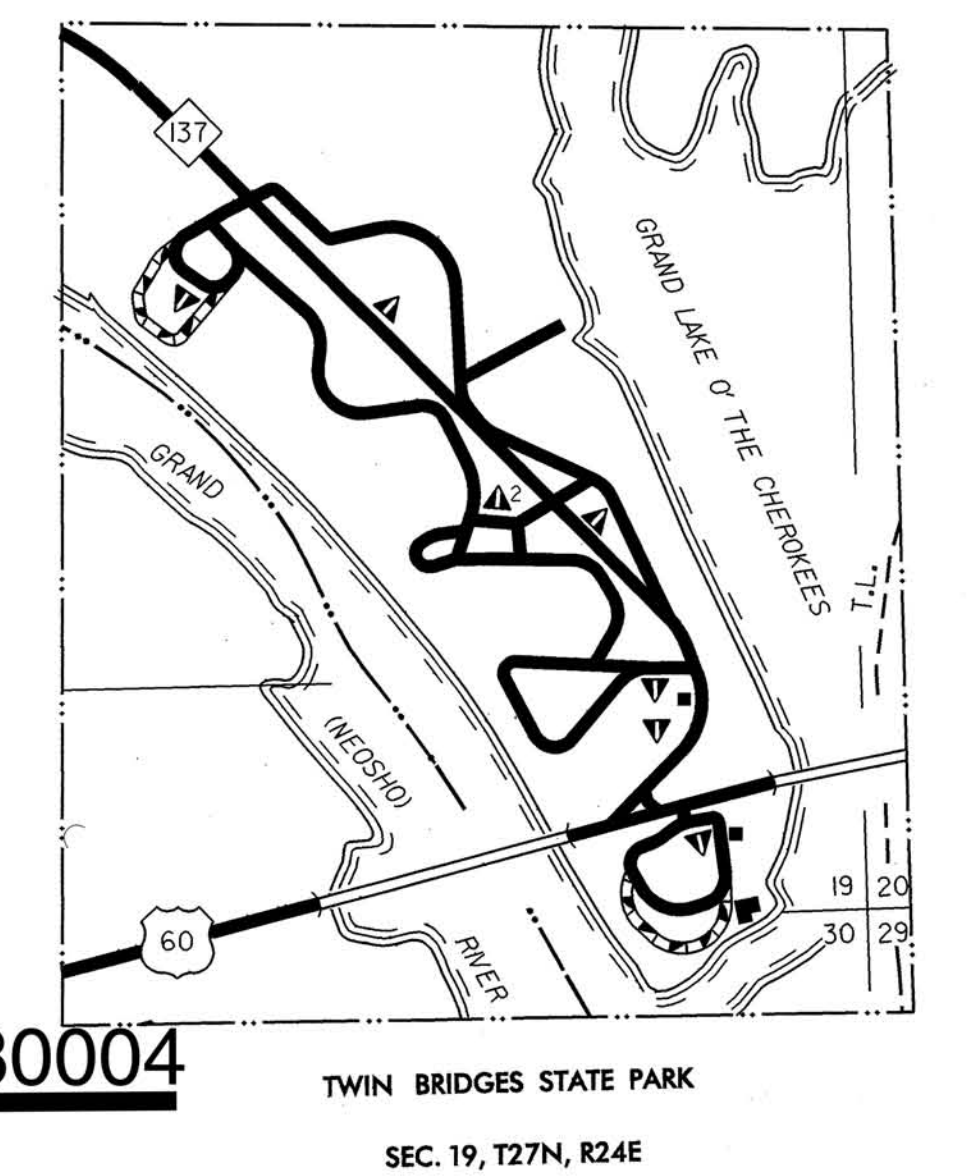 137
GRAND LAKE O' THE CHEROKEES
GRAND
2
T.L.
(NEOSHO)
19 20
30 29
60
RIVER
30004
TWIN BRIDGES STATE PARK
SEC. 19, T27N, R24E